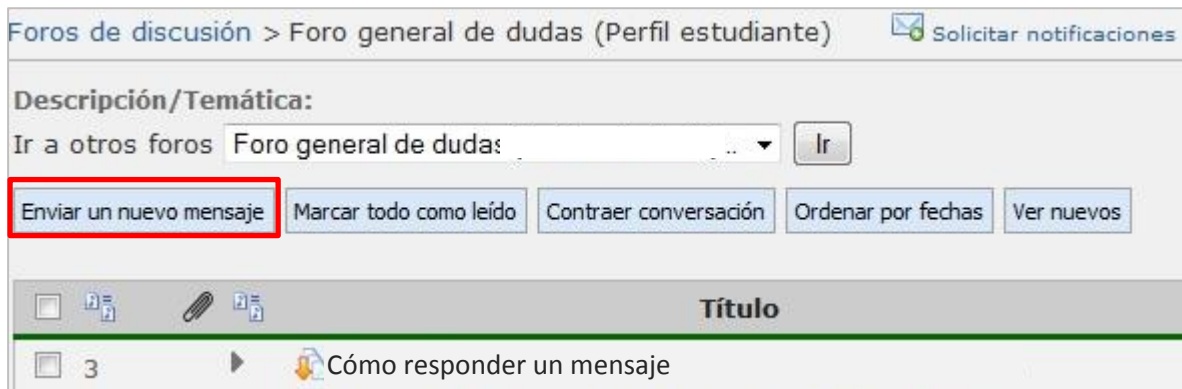 Foros de discusión > Foro general de dudas (Perfil estudiante) Solicitar notificaciones
Descripción/Temática:
Ir a otros foros Foro general de dudas .. Ir
Enviar un nuevo mensaje Marcar todo como leído Contraer conversación Ordenar por fechas Ver nuevos
Título
3 Cómo responder un mensaje